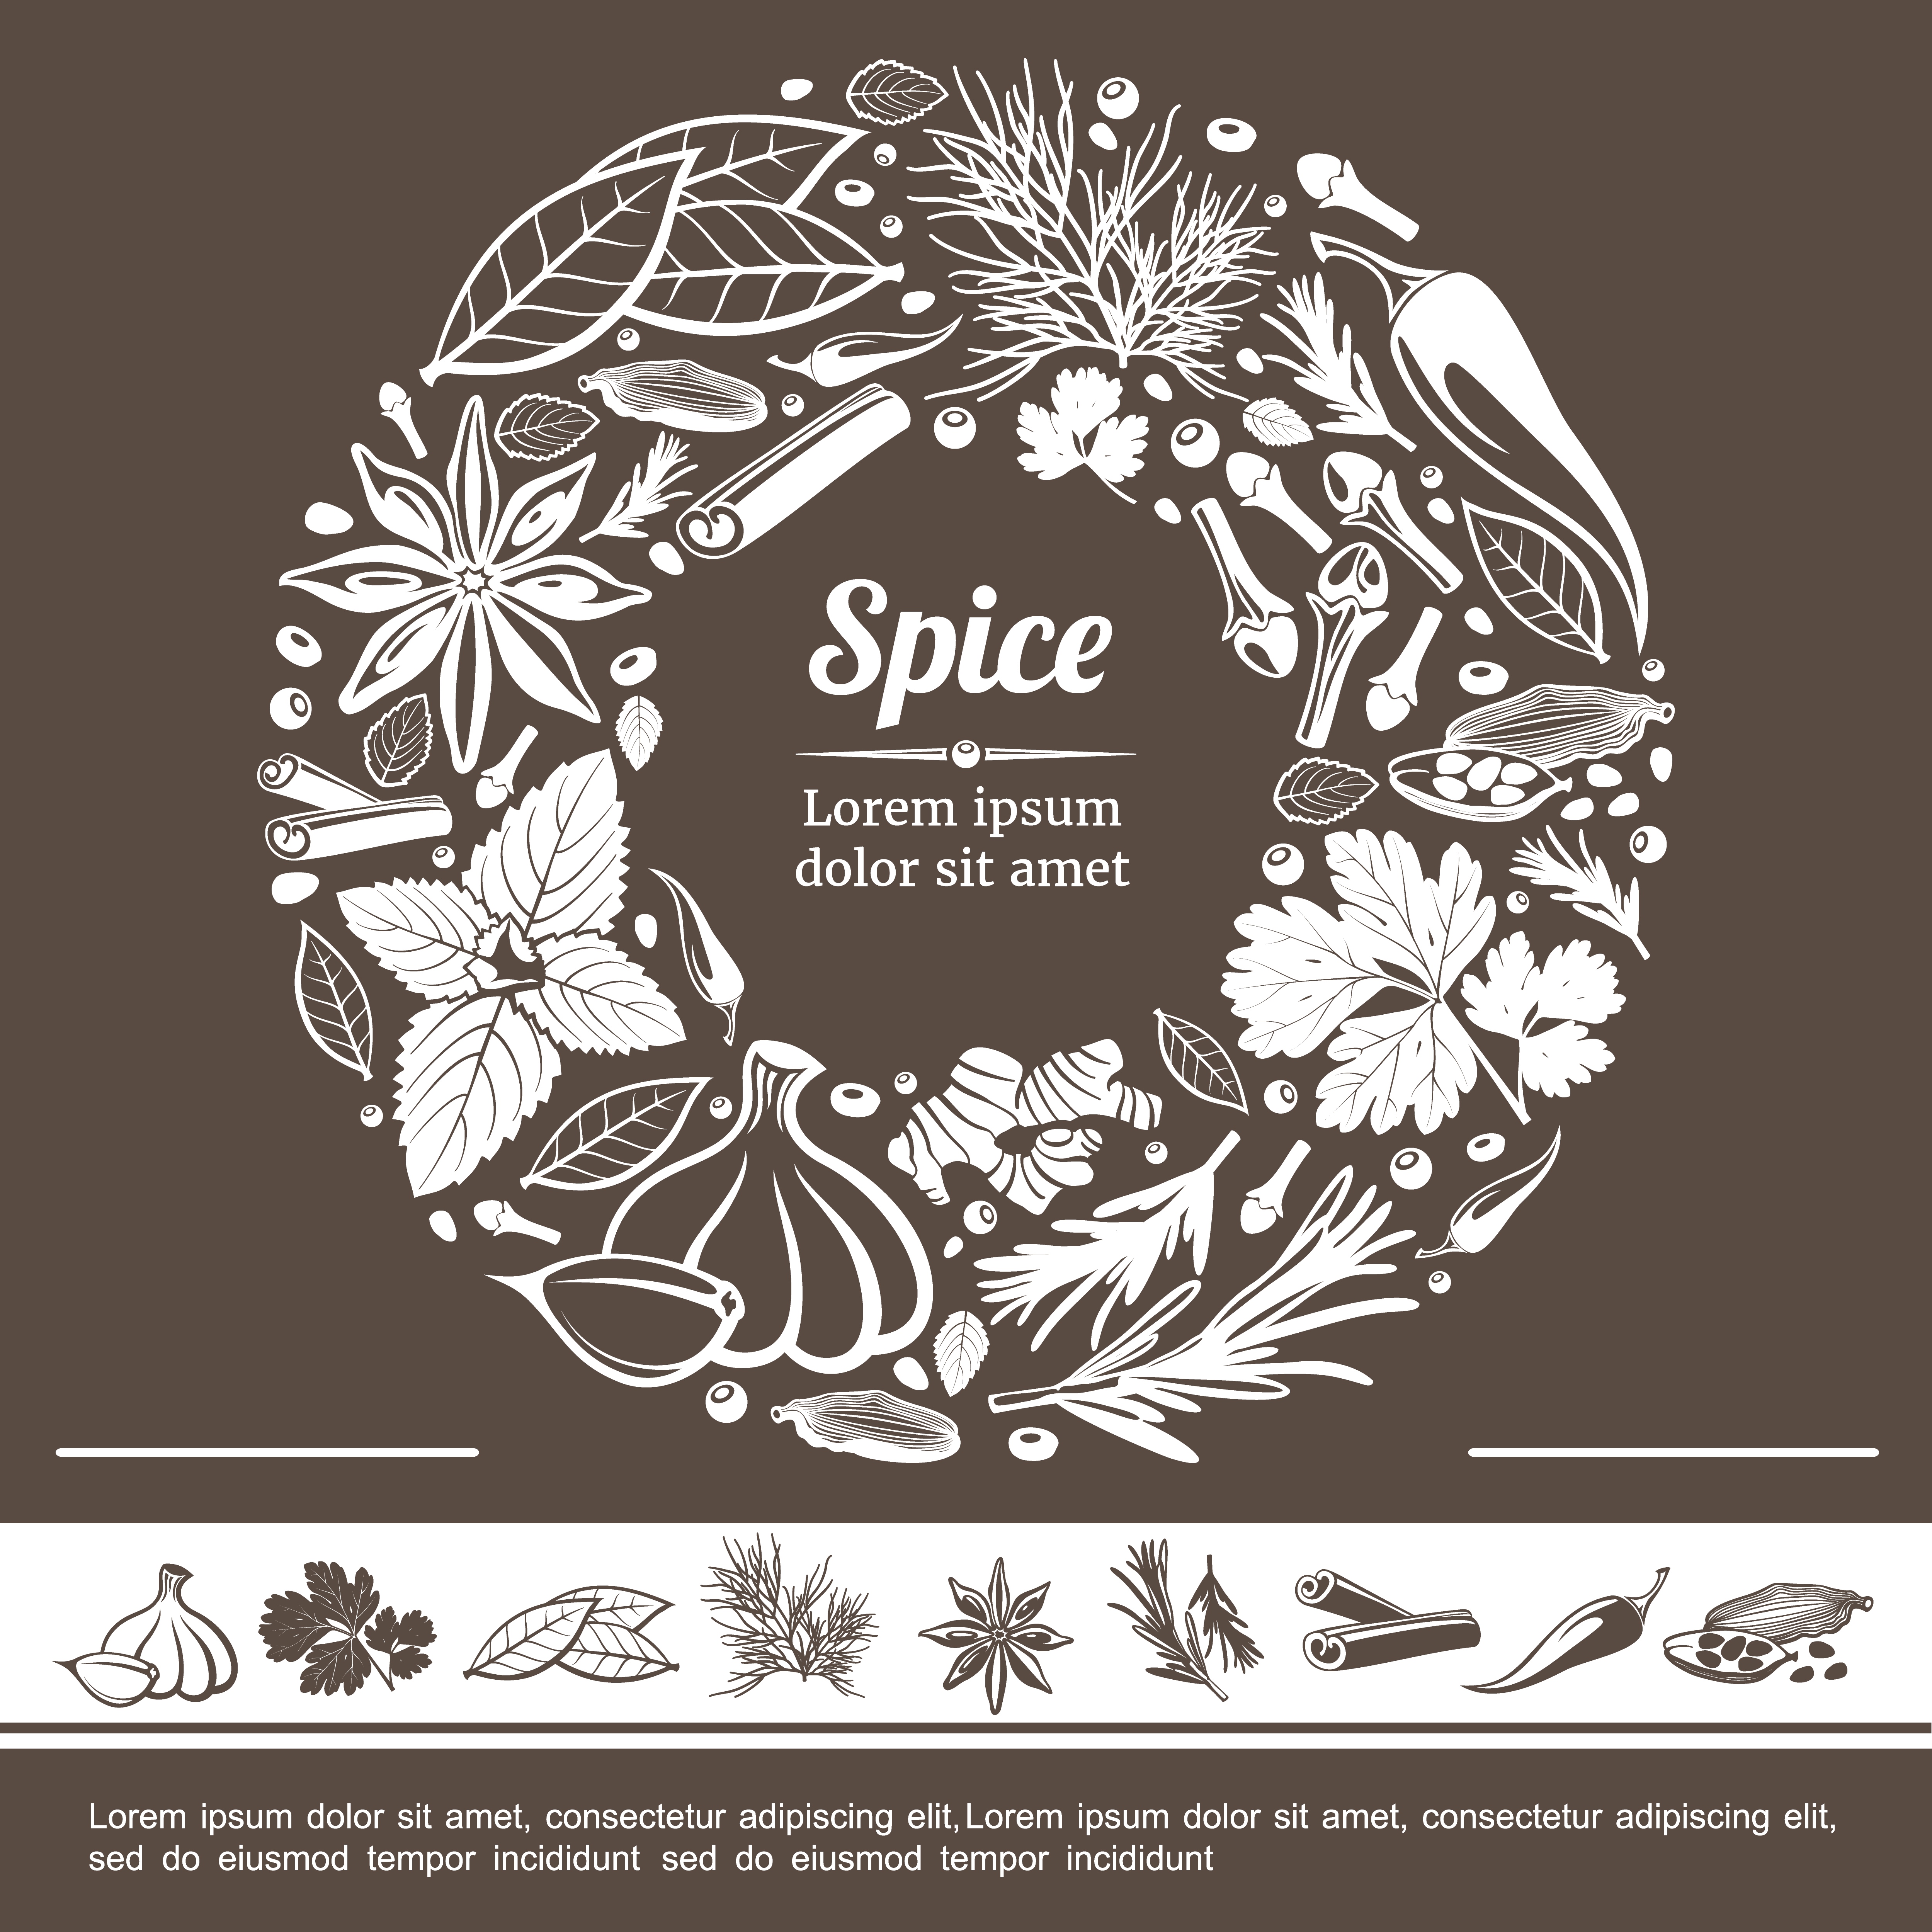 Spice
Lorem ipsum
dolor sit amet
Lorem ipsum dolor sit amet, consectetur adipiscing elit,Lorem ipsum dolor sit amet, consectetur adipiscing elit,
sed do eiusmod tempor incididunt sed do eiusmod tempor incididunt